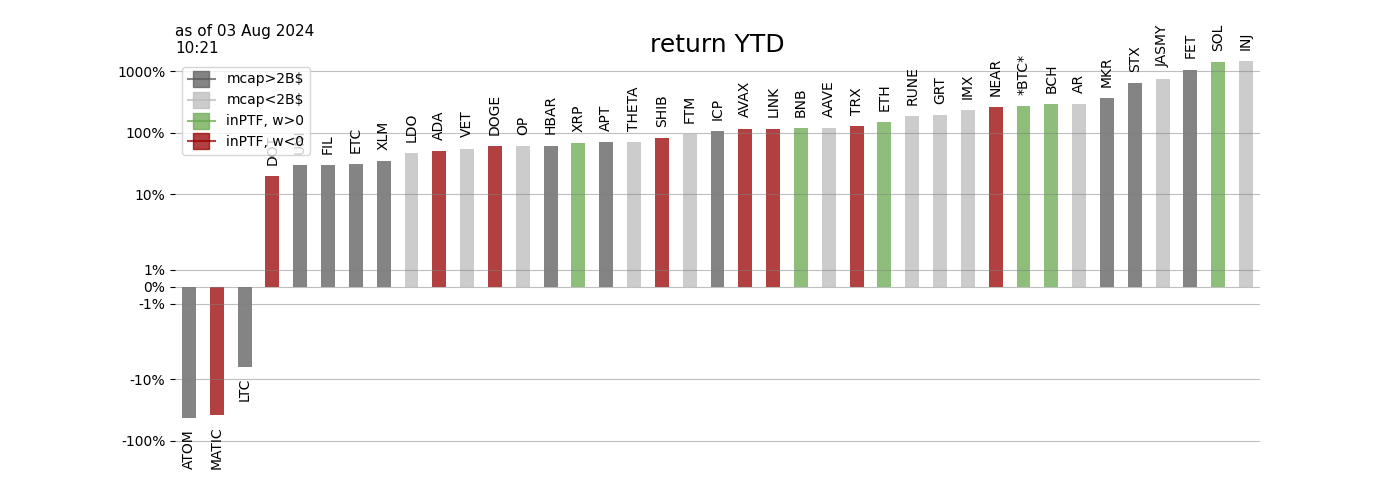 as of 03 Aug 2024
10:21
return YTD
mcap>2B$
mcap<2B$
inPTF, w>0
inPTF, w<0
1000%
100%
10%
1%
0%
-1%
-10%
-100%
ATOM
MATIC
LTC
DOT
UNI
FIL
ETC
XLM
LDO
ADA
VET
DOGE
OP
HBAR
XRP
APT
THETA
SHIB
FTM
ICP
AVAX
LINK
BNB
AAVE
TRX
ETH
RUNE
GRT
IMX
NEAR
*BTC*
BCH
AR
MKR
STX
JASMY
FET
SOL
INJ